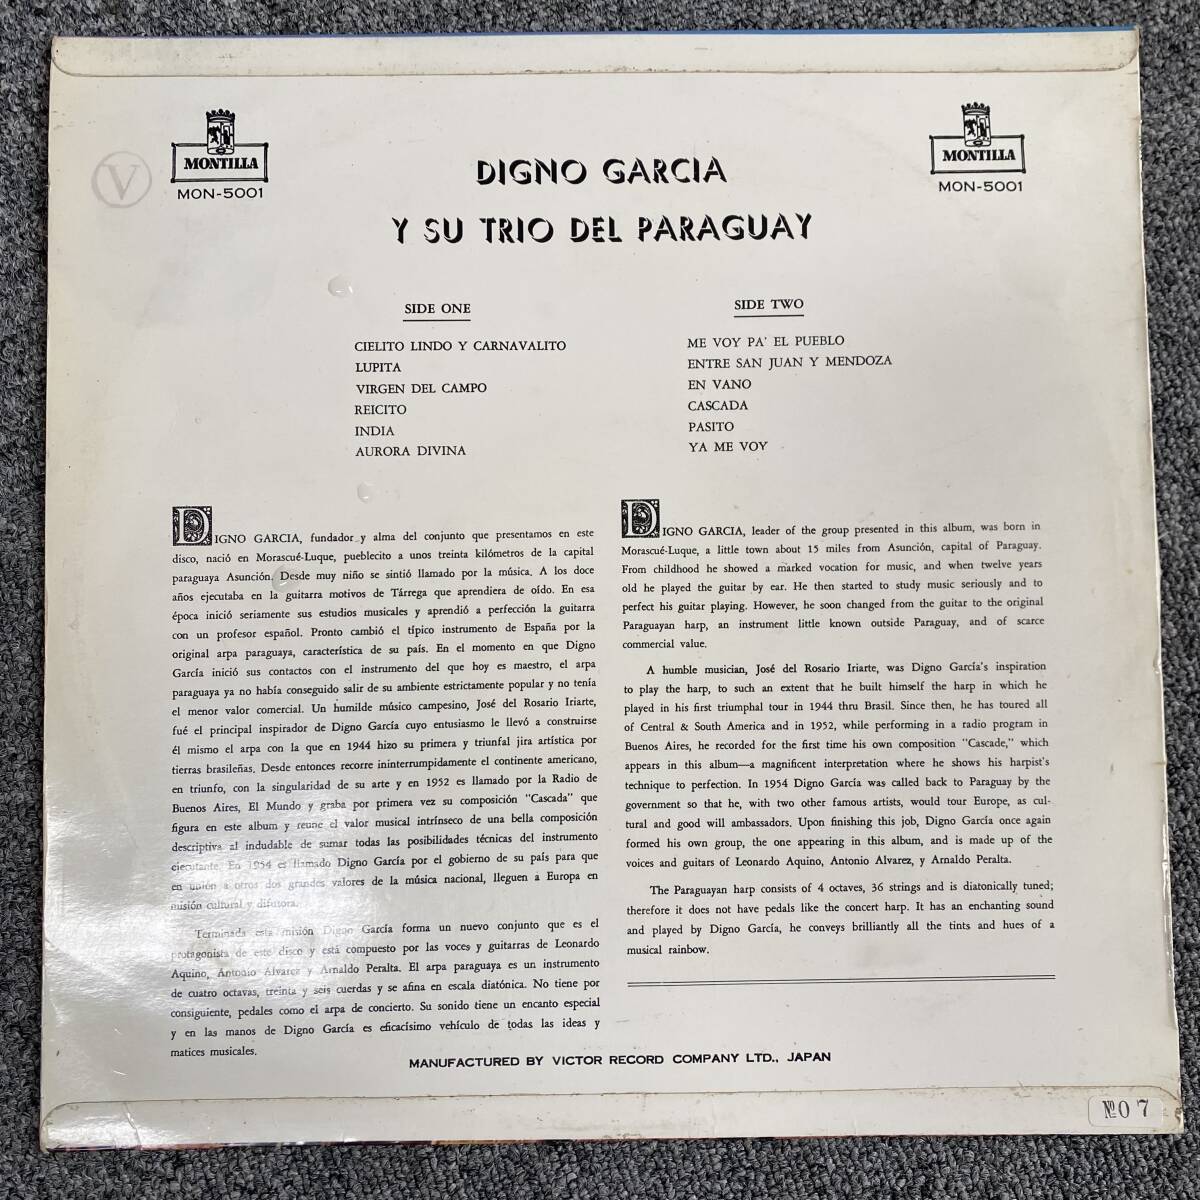 MONTILLA
MON-5001
V
MONTILLA
MON-5001
DIGNO GARCIA
Y SU TRIO DEL PARAGUAY
SIDE ONE
CIELITO LINDO Y CARNAVALITO
LUPITA
VIRGEN DEL CAMPO
REICITO
INDIA
AURORA DIVINA
SIDE TWO
ME VOY PA' EL PUEBLO
ENTRE SAN JUAN Y MENDOZA
EN VANO
CASCADA
PASITO
YA ME VOY
DIGNO GARCIA, fundador y alma del conjunto que presentamos en este
disco, nació en Morascué-Luque, pueblecito a unos treinta kilómetros de la capital
paraguaya Asunción. Desde muy niño se sintió llamado por la música. A los doce
años ejecutaba en la guitarra motivos de Tárrega que aprendiera de oído. En esa
época inició seriamente sus estudios musicales y aprendió a perfección la guitarra
con un profesor español. Pronto cambió el típico instrumento de España por la
original arpa paraguaya, característica de su país. En el momento en que Digno
García inició sus contactos con el instrumento del que hoy es maestro, el arpa
paraguaya ya no había conseguido salir de su ambiente estrictamente popular y no tenía
el menor valor comercial. Un humilde músico campesino, José del Rosario Iriarte,
fué el principal inspirador de Digno García cuyo entusiasmo le llevó a construirse
él mismo el arpa con la que en 1944 hizo su primera y triunfal jira artística por
tierras brasileñas. Desde entonces recorre ininterrumpidamente el continente americano,
en triunfo, con la singularidad de su arte y en 1952 es llamado por la Radio de
Buenos Aires, El Mundo y graba por primera vez su composición "Cascada" que
figura en este album y reune el valor musical intrínseco de una bella composición
descriptiva al indudable de sumar todas las posibilidades técnicas del instrumento
ejecutante. En 1954 es llamado Digno García por el gobierno de su país para que
en unión a otros dos grandes valores de la música nacional, lleguen a Europa en
misión cultural y difusora.
Terminada esta misión Digno García forma un nuevo conjunto que es el
protagonista de este disco y está compuesto por las voces y guitarras de Leonardo
Aquino, Antonio Alvarez y Arnaldo Peralta. El arpa paraguaya es un instrumento
de cuatro octavas, treinta y seis cuerdas y se afina en escala diatónica. No tiene por
consiguiente, pedales como el arpa de concierto. Su sonido tiene un encanto especial
y en las manos de Digno García es eficacísimo vehículo de todas las ideas y
matices musicales.
DIGNO GARCIA, leader of the group presented in this album, was born in
Morascué-Luque, a little town about 15 miles from Asunción, capital of Paraguay.
From childhood he showed a marked vocation for music, and when twelve years
old he played the guitar by ear. He then started to study music seriously and to
perfect his guitar playing. However, he soon changed from the guitar to the original
Paraguayan harp, an instrument little known outside Paraguay, and of scarce
commercial value.
A humble musician, José del Rosario Iriarte, was Digno García's inspiration
to play the harp, to such an extent that he built himself the harp in which he
played in his first triumphal tour in 1944 thru Brasil. Since then, he has toured all
of Central & South America and in 1952, while performing in a radio program in
Buenos Aires, he recorded for the first time his own composition "Cascade," which
appears in this album—a magnificent interpretation where he shows his harpist's
technique to perfection. In 1954 Digno García was called back to Paraguay by the
government so that he, with two other famous artists, would tour Europe, as cul-
tural and good will ambassadors. Upon finishing this job, Digno García once again
formed his own group, the one appearing in this album, and is made up of the
voices and guitars of Leonardo Aquino, Antonio Alvarez, y Arnaldo Peralta.
The Paraguayan harp consists of 4 octaves, 36 strings and is diatonically tuned;
therefore it does not have pedals like the concert harp. It has an enchanting sound
and played by Digno García, he conveys brilliantly all the tints and hues of a
musical rainbow.
MANUFACTURED BY VICTOR RECORD COMPANY LTD., JAPAN
№07